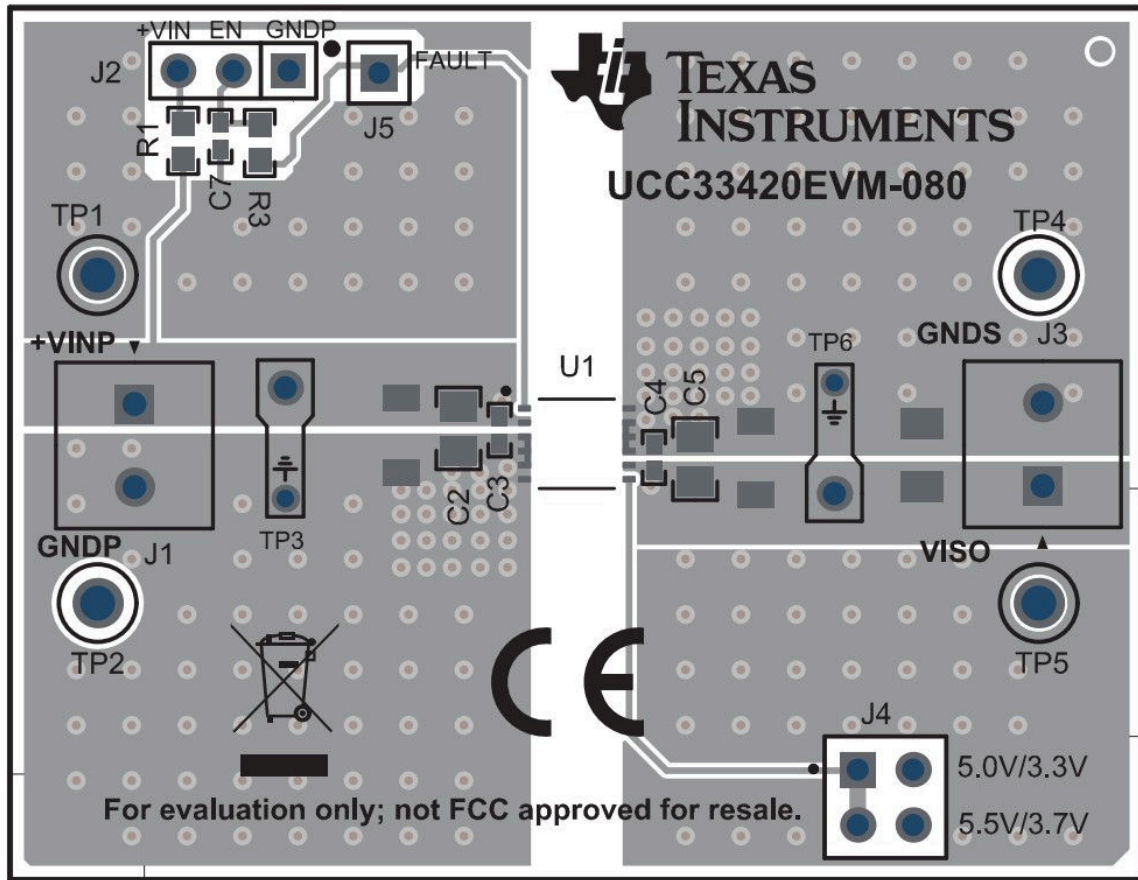 +VIN EN GNDP
J2
FAULT
J5
R1
C7
R3
TEXAS
INSTRUMENTS
UCC33420EVM-080
TP1
TP4
+VINP
GNDS
J3
TP6
U1
C4
C5
C2
C3
TP3
GNDP
J1
VISO
TP2
TP5
J4
5.0V/3.3V
5.5V/3.7V
For evaluation only; not FCC approved for resale.
CE